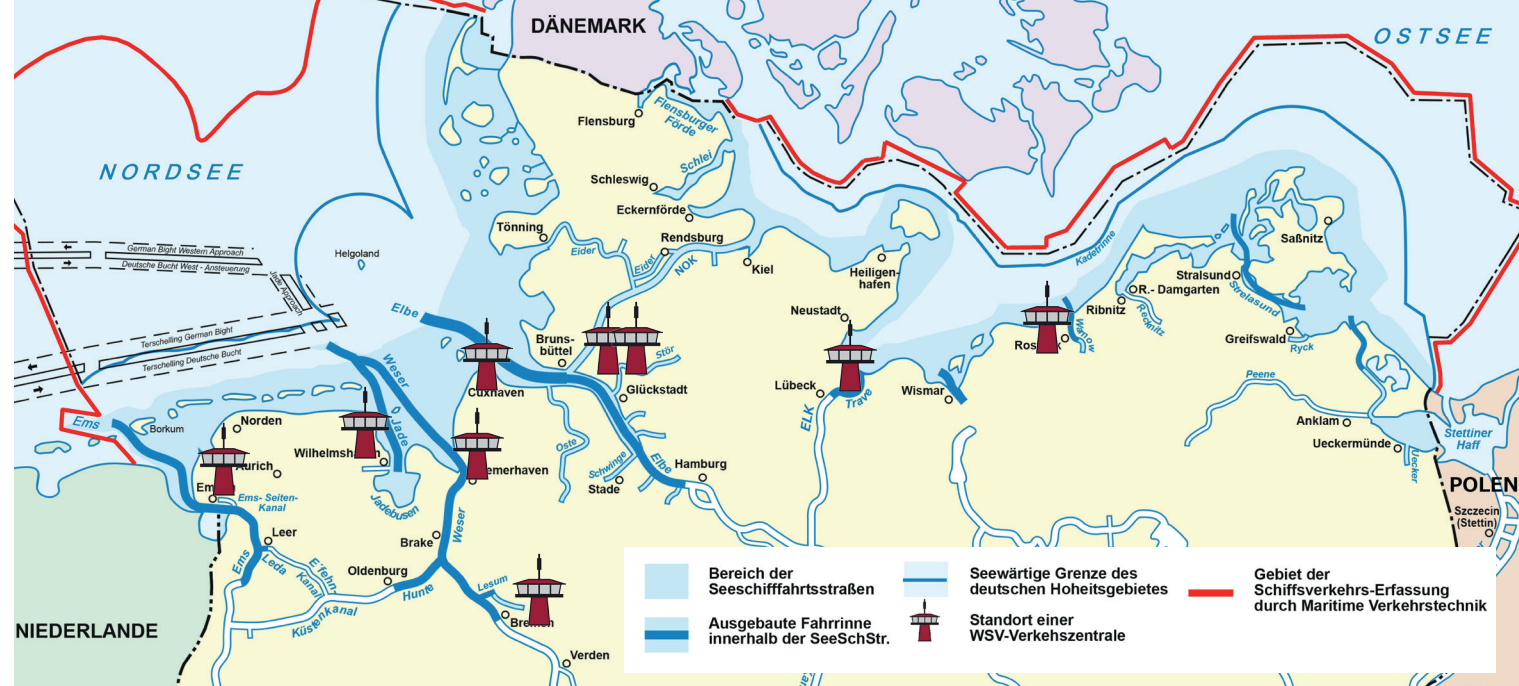 DÄNEMARK
OSTSEE
NORDSEE
Flensburg
Flensburger
Förde
Schleswig
Schlei
Eckernförde
Tönning
Eider
Rendsburg
Eider
NOK
Kiel
Heiligen-
hafen
Kadetrinne
Saßnitz
Stralsund
Strelasund
R.- Damgarten
Ribnitz
Recknitz
German Bight Western Approach
Deutsche Bucht West - Ansteuerung
Jade Approach
Helgoland
Terschelling German Bight
Terschelling Deutsche Bucht
Elbe
Neustadt
Warnow
Greifswald
Ryck
Bruns-
büttel
Stör
Glückstadt
Cuxhaven
Weser
Lübeck
Trave
ELK
Wismar
Peene
Anklam
Ueckermünde
Uecker
Stettiner
Haff
Ems
Borkum
Norden
Aurich
Wilhelmsh
Jade
Jadebusen
Em
Ems- Seiten-
Kanal
emerhaven
Oste
Schwinge
Stade
Elbe
Hamburg
POLEN
Szczecin
(Stettin)
Leer
Leda
Ems
E'fehn-
Kanal
Brake
Weser
Oldenburg
Hunte
Küstenkanal
Lesum
Bremen
Verden
NIEDERLANDE
Bereich der
Seeschifffahrtsstraßen
Ausgebaute Fahrrinne
innerhalb der SeeSchStr.
Seewärtige Grenze des
deutschen Hoheitsgebietes
Standort einer
WSV-Verkehszentrale
Gebiet der
Schiffsverkehrs-Erfassung
durch Maritime Verkehrstechnik